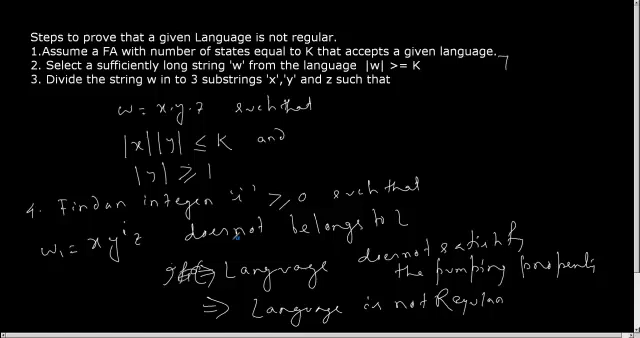 Steps to prove that a given Language is not regular.
1.Assume a FA with number of states equal to K that accepts a given language.
2. Select a sufficiently long string 'w' from the language |w| >= K
3. Divide the string w in to 3 substrings 'x','y' and z such that
w = x.y.z such that
|x||y| ≤ K and
|y| ≥ 1
4. Find an integer 'i' ≥ 0 such that
w₁ = x yⁱ z does not belongs to L
Language does not satisfy
the pumping property
⇒ Language is not Regular